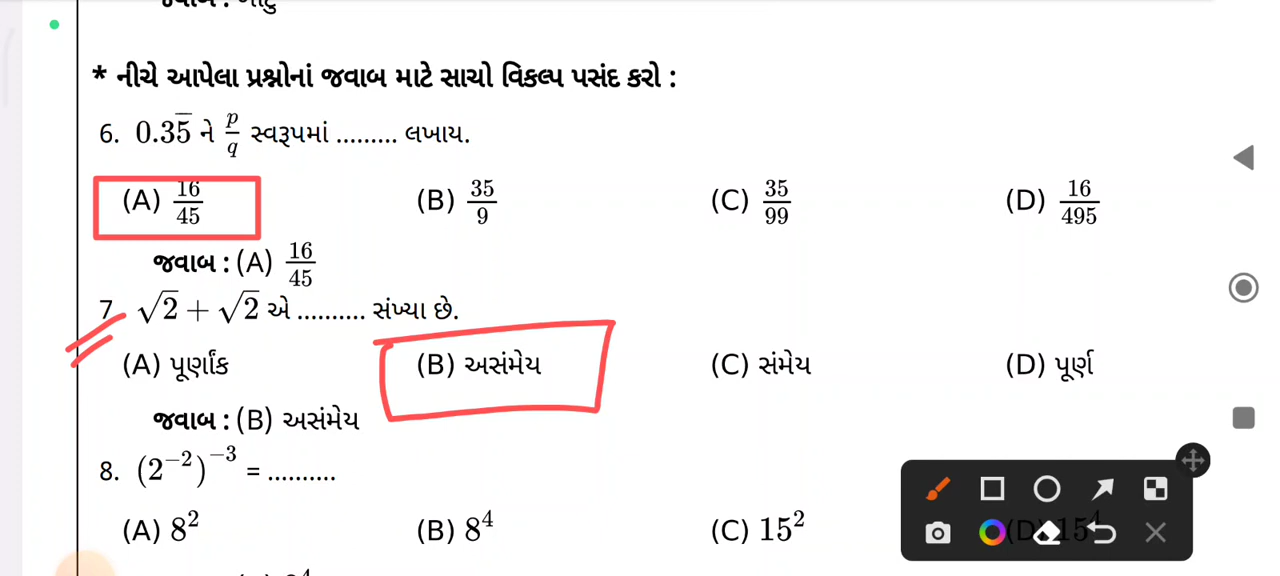 * નીચે આપેલા પ્રશ્નોનાં જવાબ માટે સાચો વિકલ્પ પસંદ કરો :
6. 0.35̅ ને p/q સ્વરૂપમાં ......... લખાય.
(A) 16/45 (B) 35/9 (C) 35/99 (D) 16/495
જવાબ : (A) 16/45
7 √2 + √2 એ .......... સંખ્યા છે.
(A) પૂર્ણાંક (B) અસંમેય (C) સંમેય (D) પૂર્ણ
જવાબ : (B) અસંમેય
8. (2⁻²)⁻³ = ..........
(A) 8² (B) 8⁴ (C) 15² (D) 15⁴